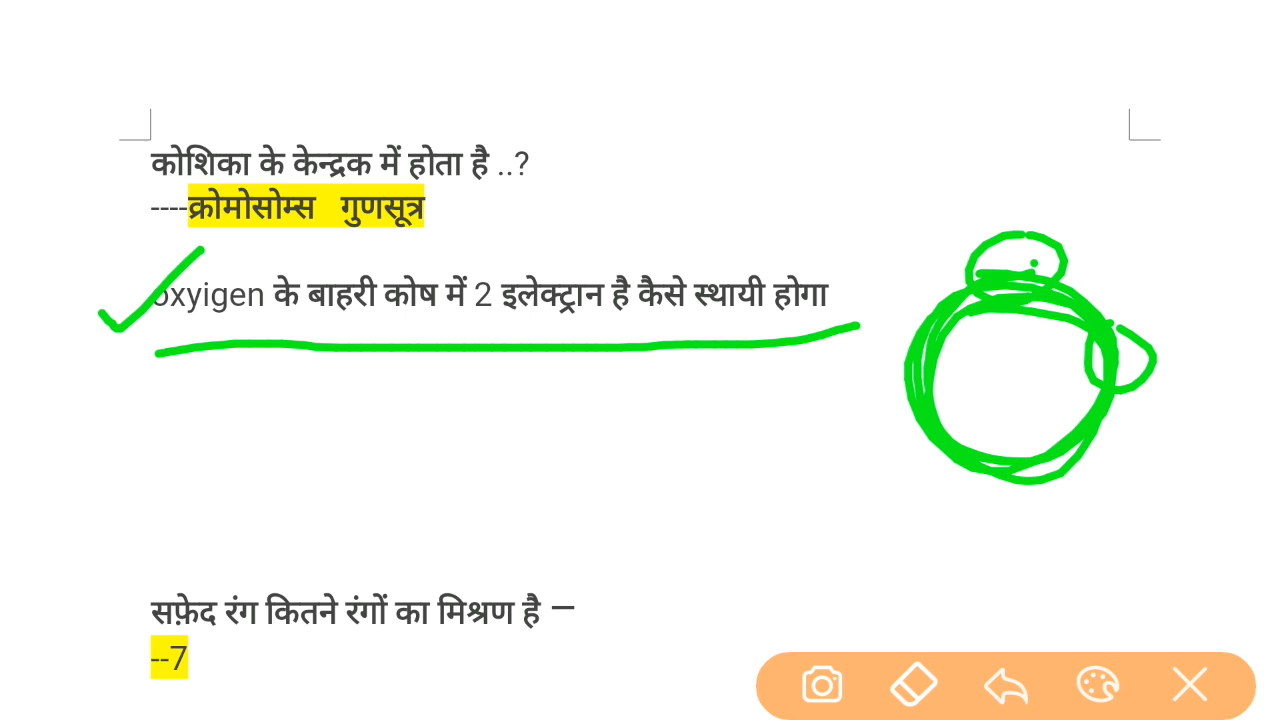 कोशिका के केन्द्रक में होता है ..?
----क्रोमोसोम्स गुणसूत्र
oxyigen के बाहरी कोष में 2 इलेक्ट्रान है कैसे स्थायी होगा
सफ़ेद रंग कितने रंगों का मिश्रण है —
--7